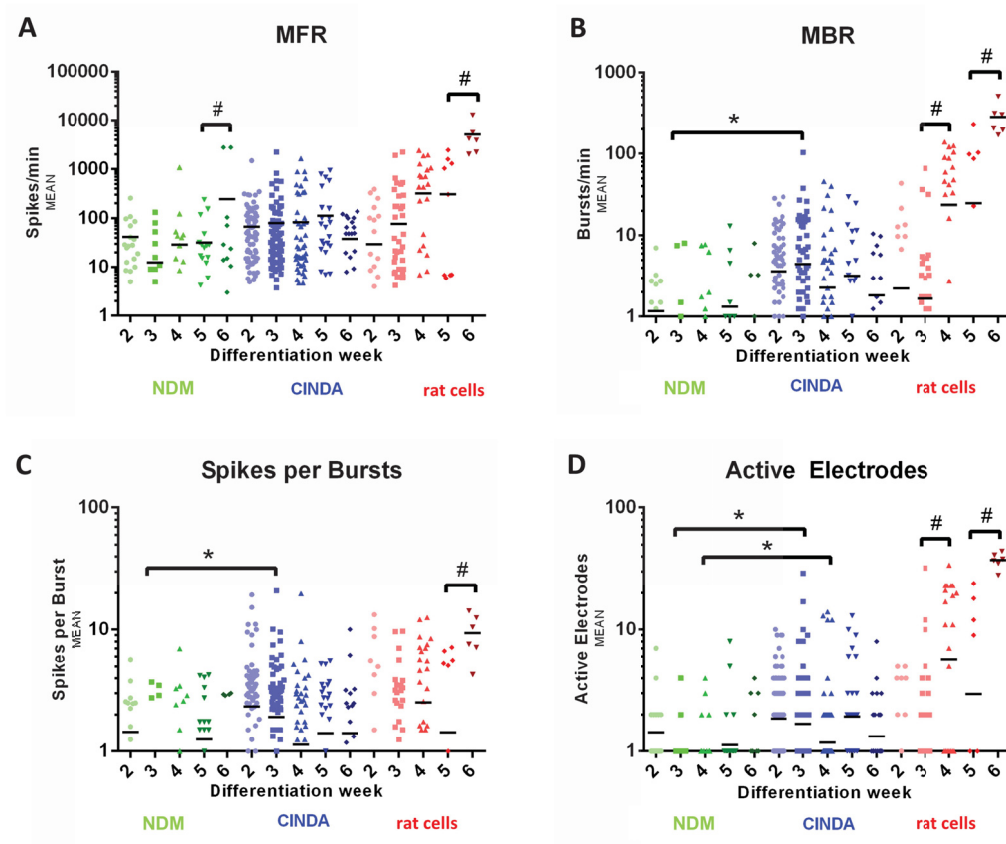 A
MFR
100000
10000
1000
100
10
1
Spikes/min
MEAN
#
#
2 3 4 5 6 2 3 4 5 6 2 3 4 5 6
Differentiation week
NDM CINDA rat cells
B
MBR
1000
100
10
1
Bursts/min
MEAN
*
#
#
2 3 4 5 6 2 3 4 5 6 2 3 4 5 6
Differentiation week
NDM CINDA rat cells
C
Spikes per Bursts
100
10
1
Spikes per Burst
MEAN
*
#
2 3 4 5 6 2 3 4 5 6 2 3 4 5 6
Differentiation week
NDM CINDA rat cells
D
Active Electrodes
100
10
1
Active Electrodes
MEAN
*
*
#
#
2 3 4 5 6 2 3 4 5 6 2 3 4 5 6
Differentiation week
NDM CINDA rat cells